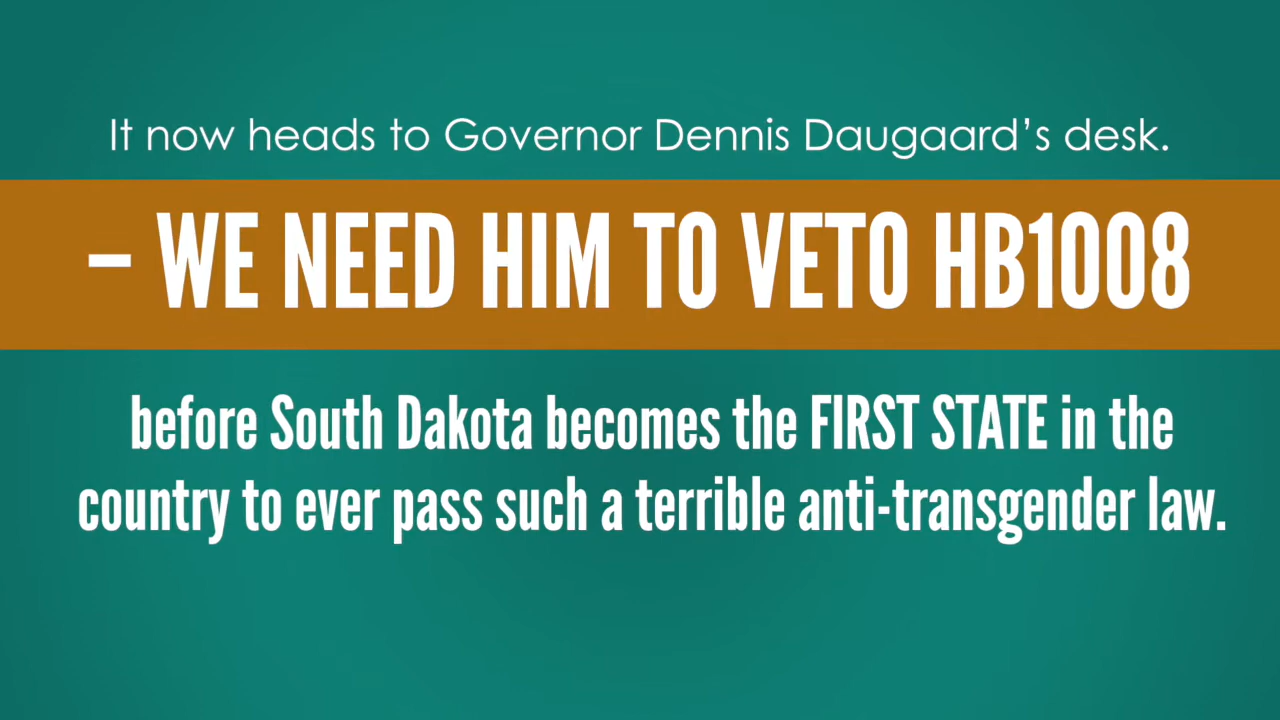 It now heads to Governor Dennis Daugaard’s desk.
– WE NEED HIM TO VETO HB1008
before South Dakota becomes the FIRST STATE in the
country to ever pass such a terrible anti-transgender law.